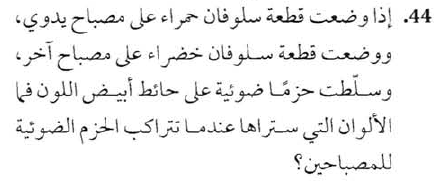 44. إذا وضعت قطعة سلوفان حمراء على مصباح يدوي،
ووضعت قطعة سلوفان خضراء على مصباح آخر،
وسلّطت حزمًا ضوئية على حائط أبيض اللون فما
الألوان التي ستراها عندما تتراكب الحزم الضوئية
للمصباحين؟